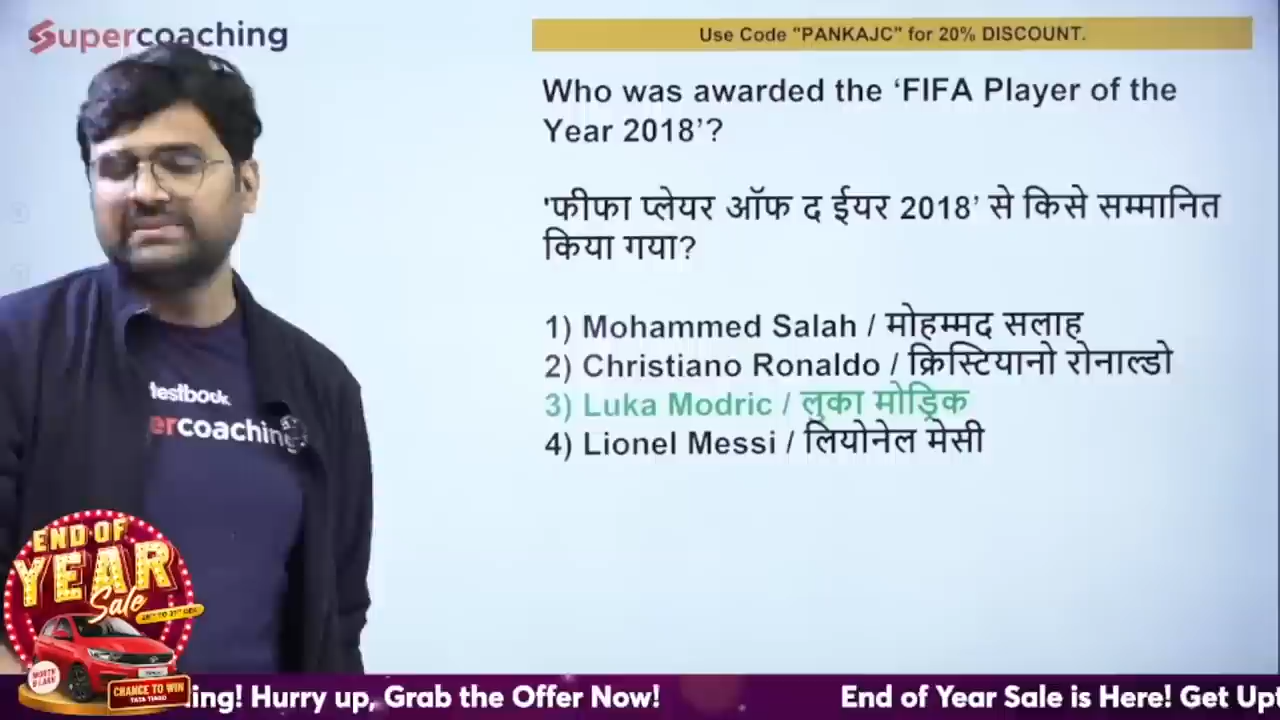 Supercoaching
Use Code "PANKAJC" for 20% DISCOUNT.
Who was awarded the ‘FIFA Player of the
Year 2018’?
'फीफा प्लेयर ऑफ द ईयर 2018’ से किसे सम्मानित
किया गया?
1) Mohammed Salah / मोहम्मद सलाह
2) Christiano Ronaldo / क्रिस्टियानो रोनाल्डो
3) Luka Modric / लुका मोड्रिक
4) Lionel Messi / लियोनेल मेसी
testbook
ercoaching
END OF
YEAR
Sale
WORTH
CHANCE TO WIN
TATA TIAGO
ing! Hurry up, Grab the Offer Now!
End of Year Sale is Here! Get Upt